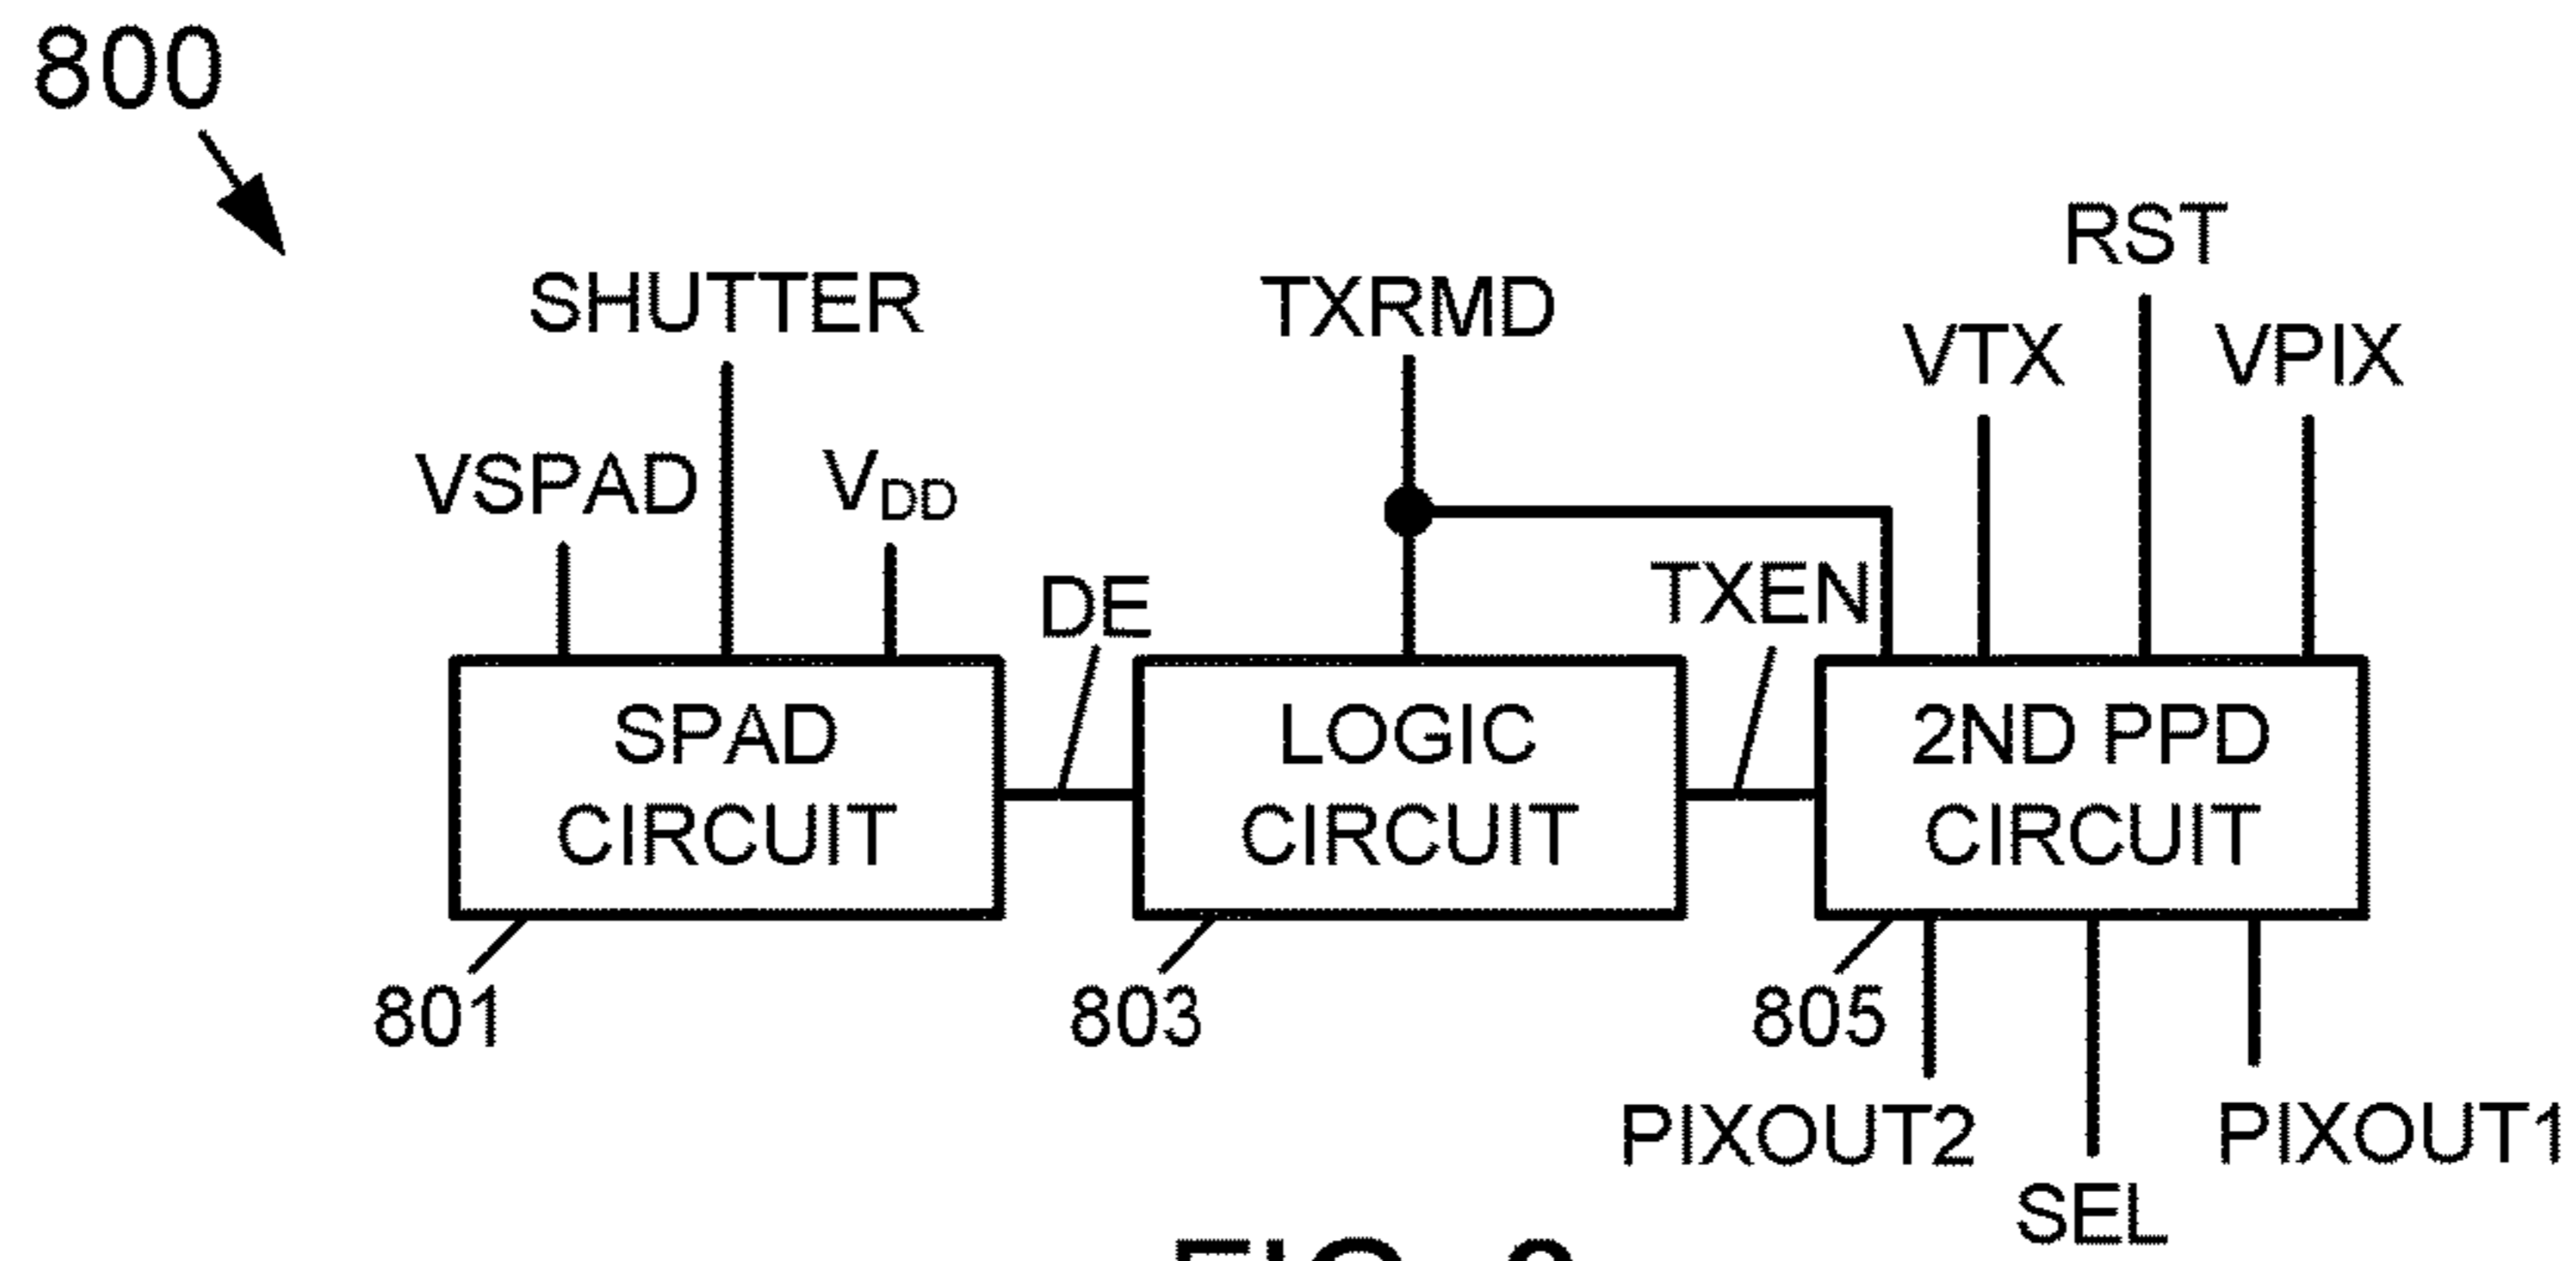 800
RST
SHUTTER
TXRMD
VTX
VPIX
VSPAD
VDD
DE
TXEN
SPAD
CIRCUIT
LOGIC
CIRCUIT
2ND PPD
CIRCUIT
801
803
805
PIXOUT2
PIXOUT1
SEL